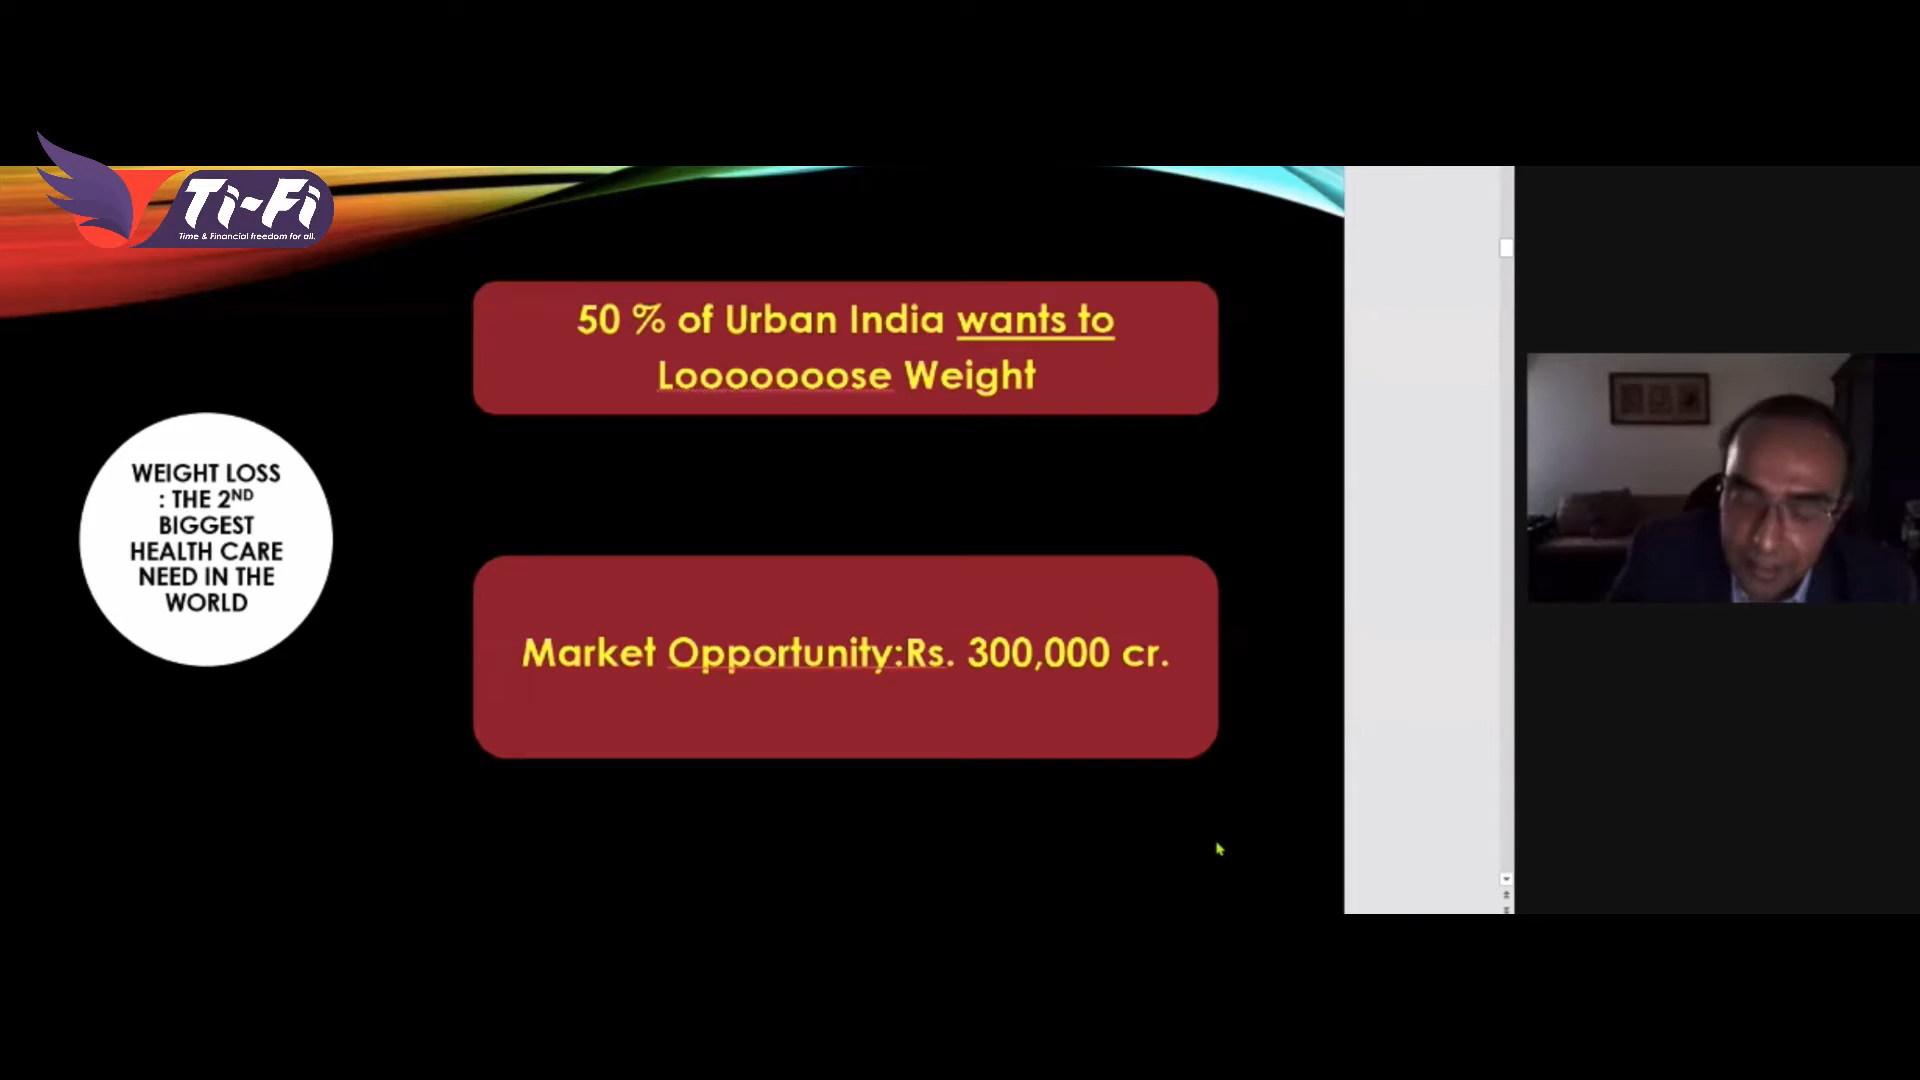 Ti-Fi
Time & Financial freedom for all.
50 % of Urban India wants to
Looooooose Weight
WEIGHT LOSS
: THE 2ND
BIGGEST
HEALTH CARE
NEED IN THE
WORLD
Market Opportunity:Rs. 300,000 cr.